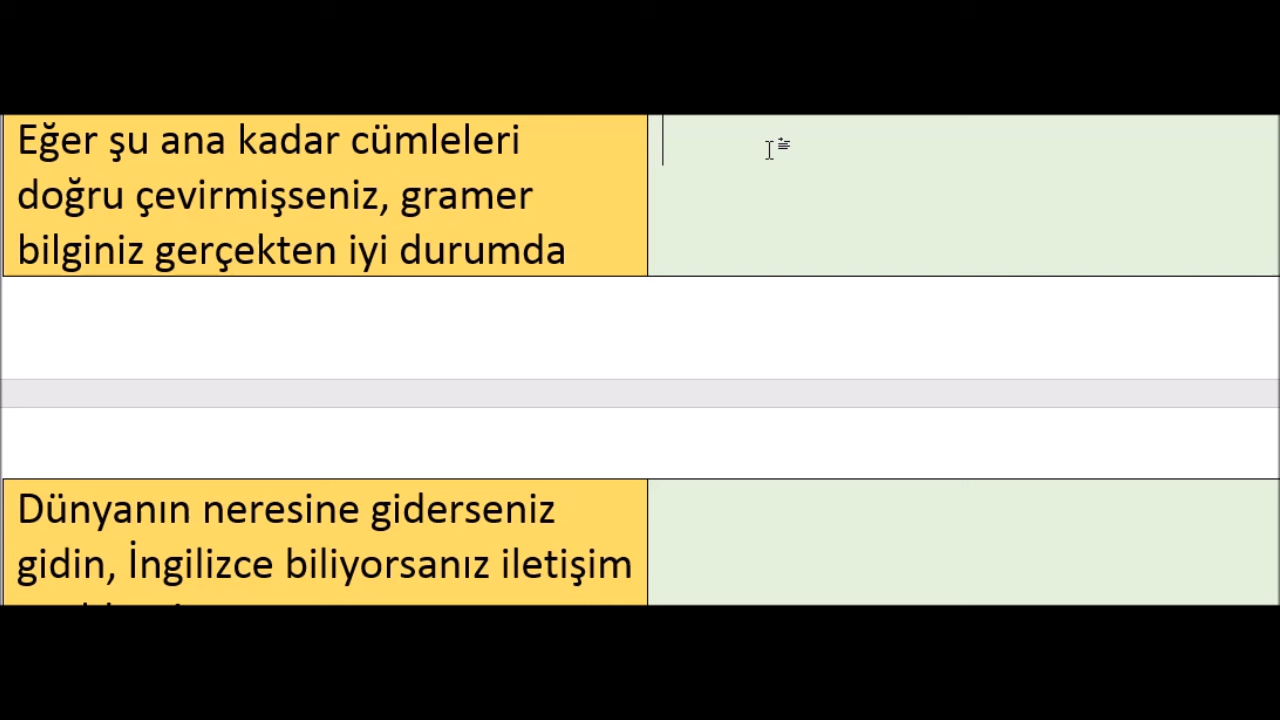 Eğer şu ana kadar cümleleri
doğru çevirmişseniz, gramer
bilginiz gerçekten iyi durumda
Dünyanın neresine giderseniz
gidin, İngilizce biliyorsanız iletişim